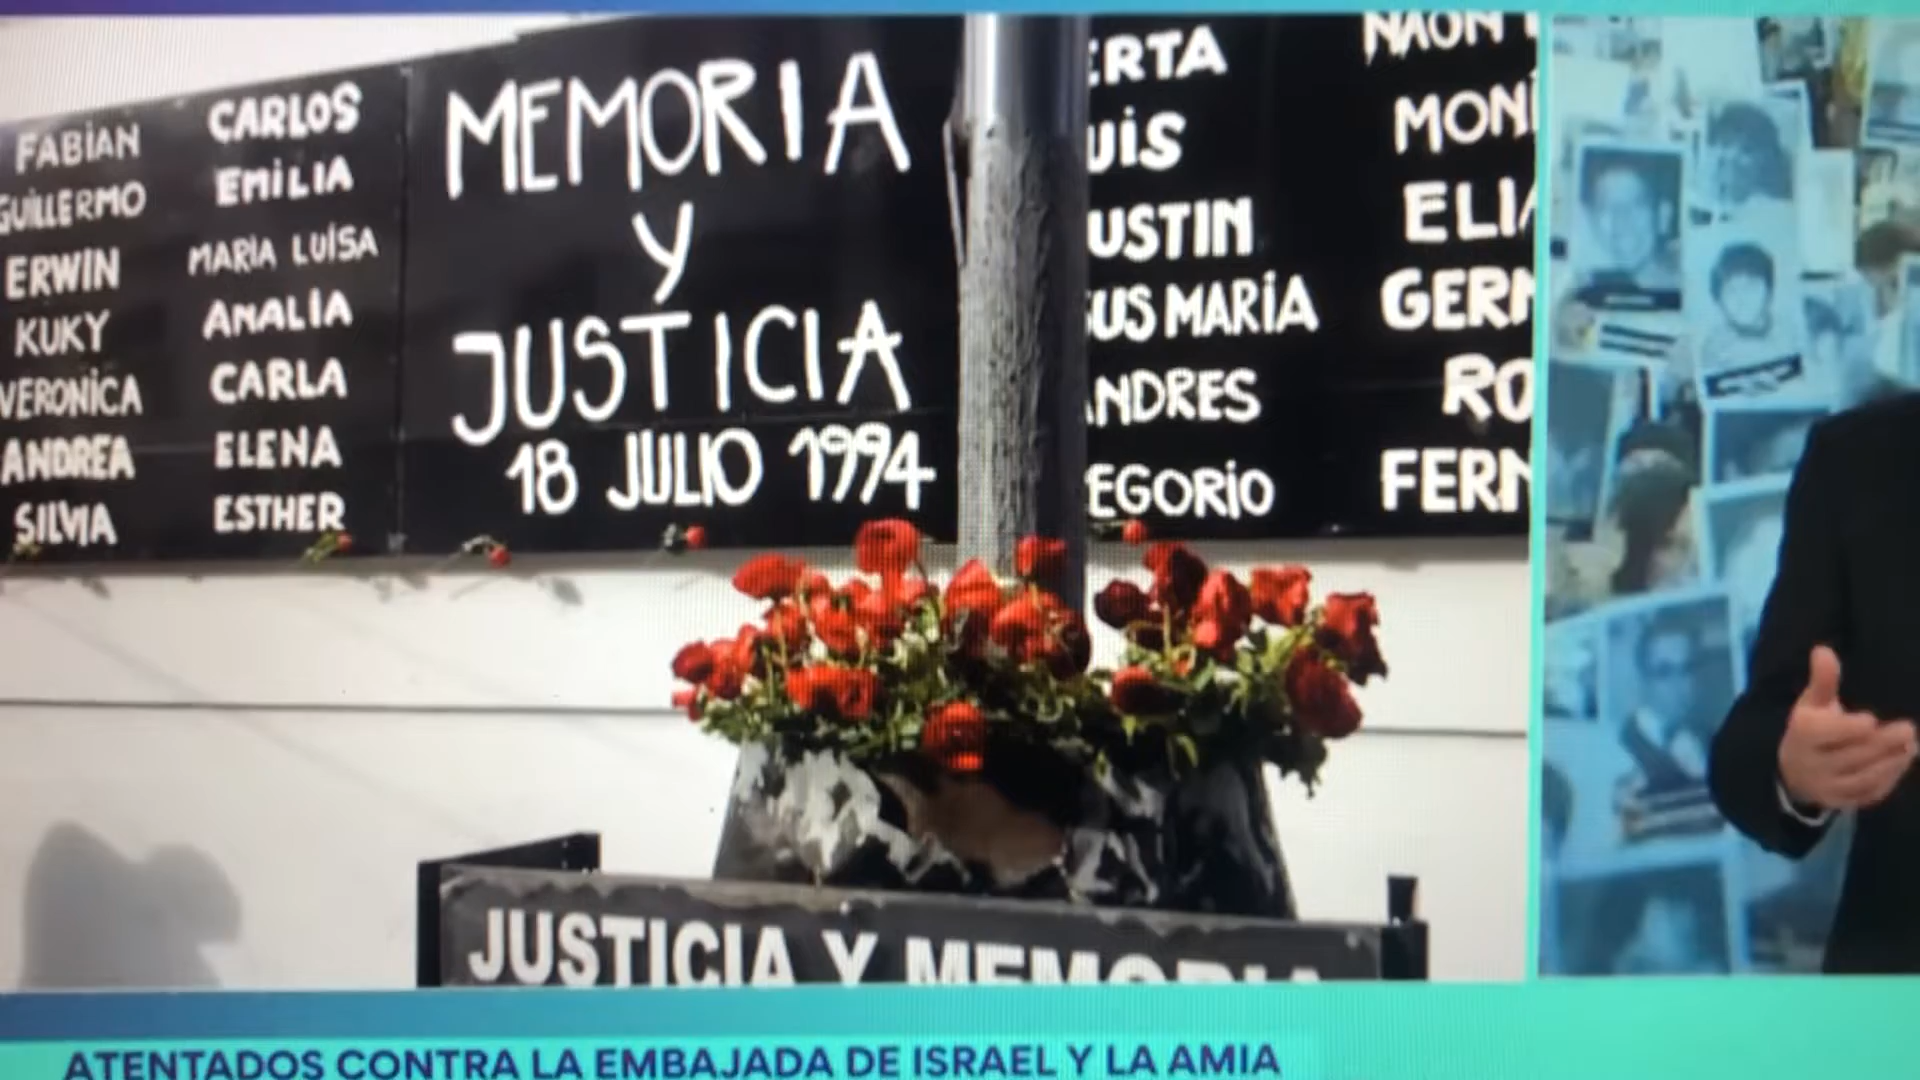 FABIAN
GUILLERMO
ERWIN
KUKY
VERONICA
ANDREA
SILVIA
CARLOS
EMILIA
MARIA LUISA
ANALIA
CARLA
ELENA
ESTHER
MEMORIA
Y
JUSTICIA
18 JULIO 1994
ERTA
UIS
USTIN
SUS MARÍA
ANDRES
EGORIO
NAON
MONI
ELIA
GERM
RO
FERN
JUSTICIA Y MEMORIA
ATENTADOS CONTRA LA EMBAJADA DE ISRAEL Y LA AMIA